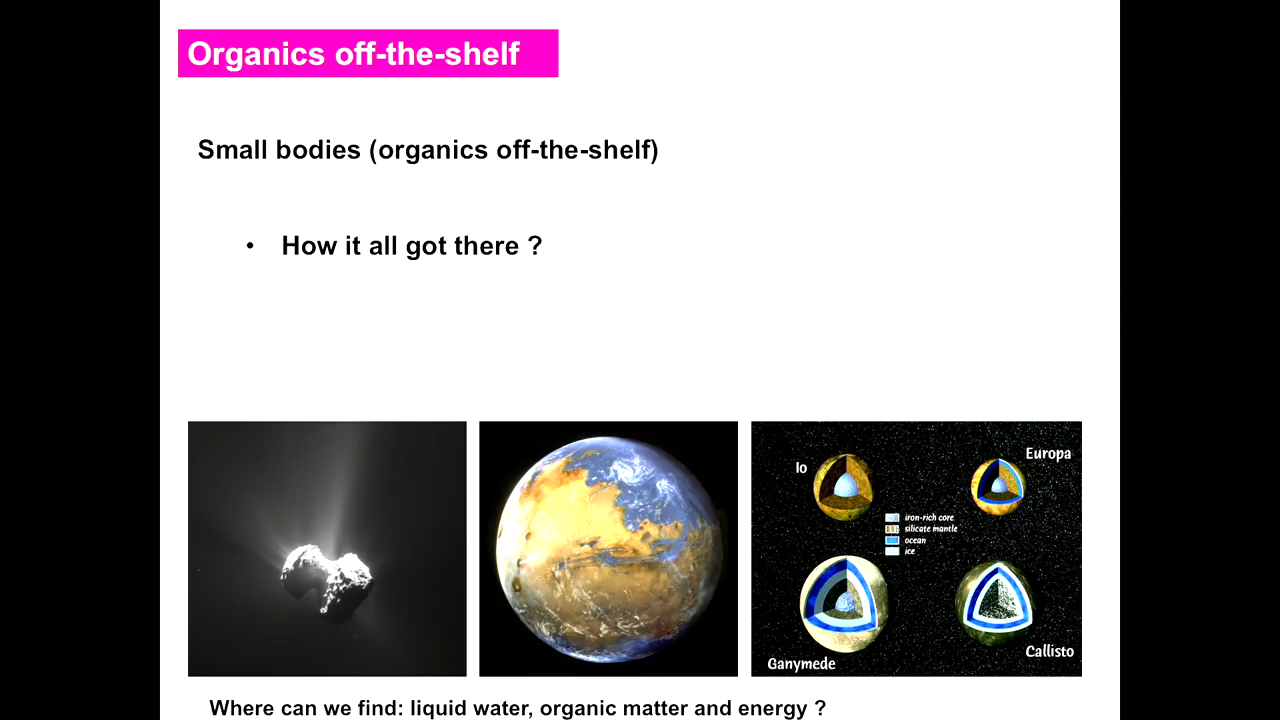 Organics off-the-shelf
Small bodies (organics off-the-shelf)
• How it all got there ?
Io
Europa
iron-rich core
silicate mantle
ocean
ice
Ganymede
Callisto
Where can we find: liquid water, organic matter and energy ?